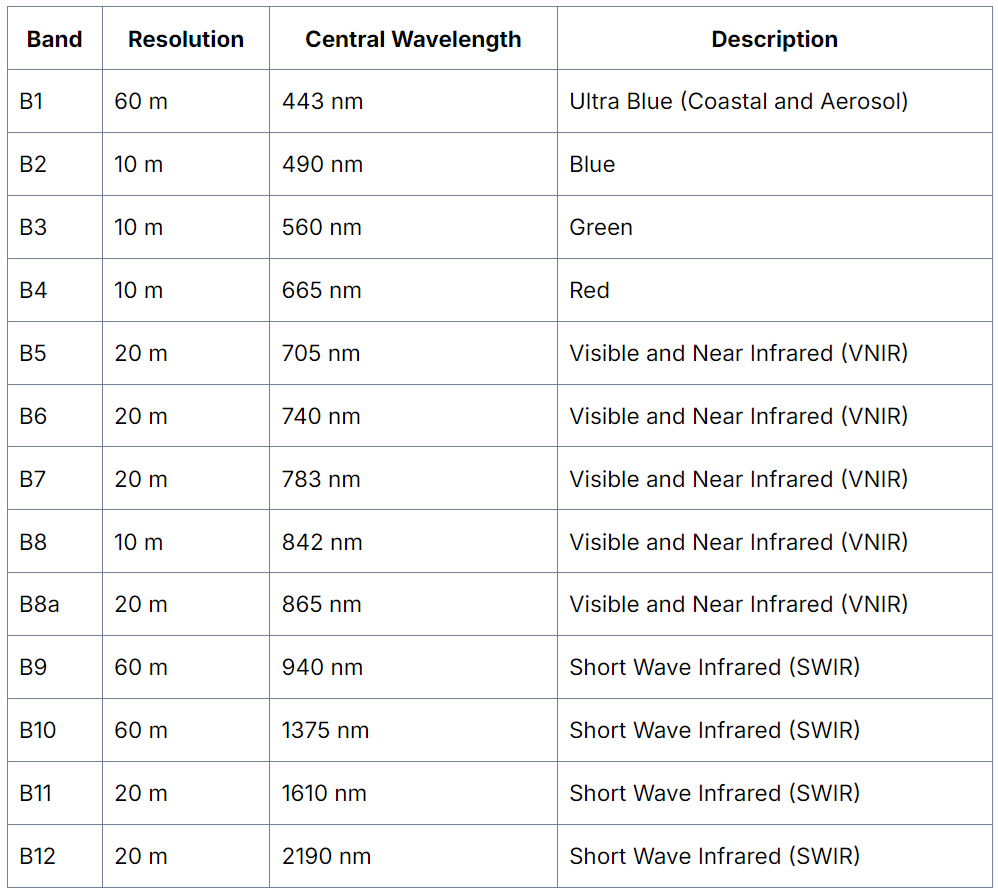 Band Resolution Central Wavelength Description
B1 60 m 443 nm Ultra Blue (Coastal and Aerosol)
B2 10 m 490 nm Blue
B3 10 m 560 nm Green
B4 10 m 665 nm Red
B5 20 m 705 nm Visible and Near Infrared (VNIR)
B6 20 m 740 nm Visible and Near Infrared (VNIR)
B7 20 m 783 nm Visible and Near Infrared (VNIR)
B8 10 m 842 nm Visible and Near Infrared (VNIR)
B8a 20 m 865 nm Visible and Near Infrared (VNIR)
B9 60 m 940 nm Short Wave Infrared (SWIR)
B10 60 m 1375 nm Short Wave Infrared (SWIR)
B11 20 m 1610 nm Short Wave Infrared (SWIR)
B12 20 m 2190 nm Short Wave Infrared (SWIR)